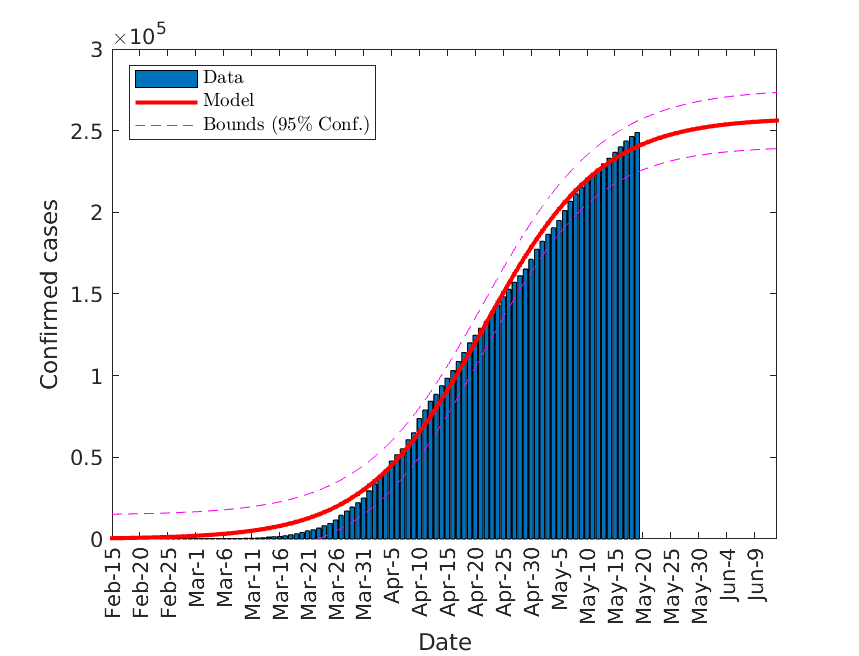 ×10⁵
3
2.5
2
1.5
1
0.5
0
Confirmed cases
Data
Model
Bounds (95% Conf.)
Feb-15
Feb-20
Feb-25
Mar-1
Mar-6
Mar-11
Mar-16
Mar-21
Mar-26
Mar-31
Apr-5
Apr-10
Apr-15
Apr-20
Apr-25
Apr-30
May-5
May-10
May-15
May-20
May-25
May-30
Jun-4
Jun-9
Date